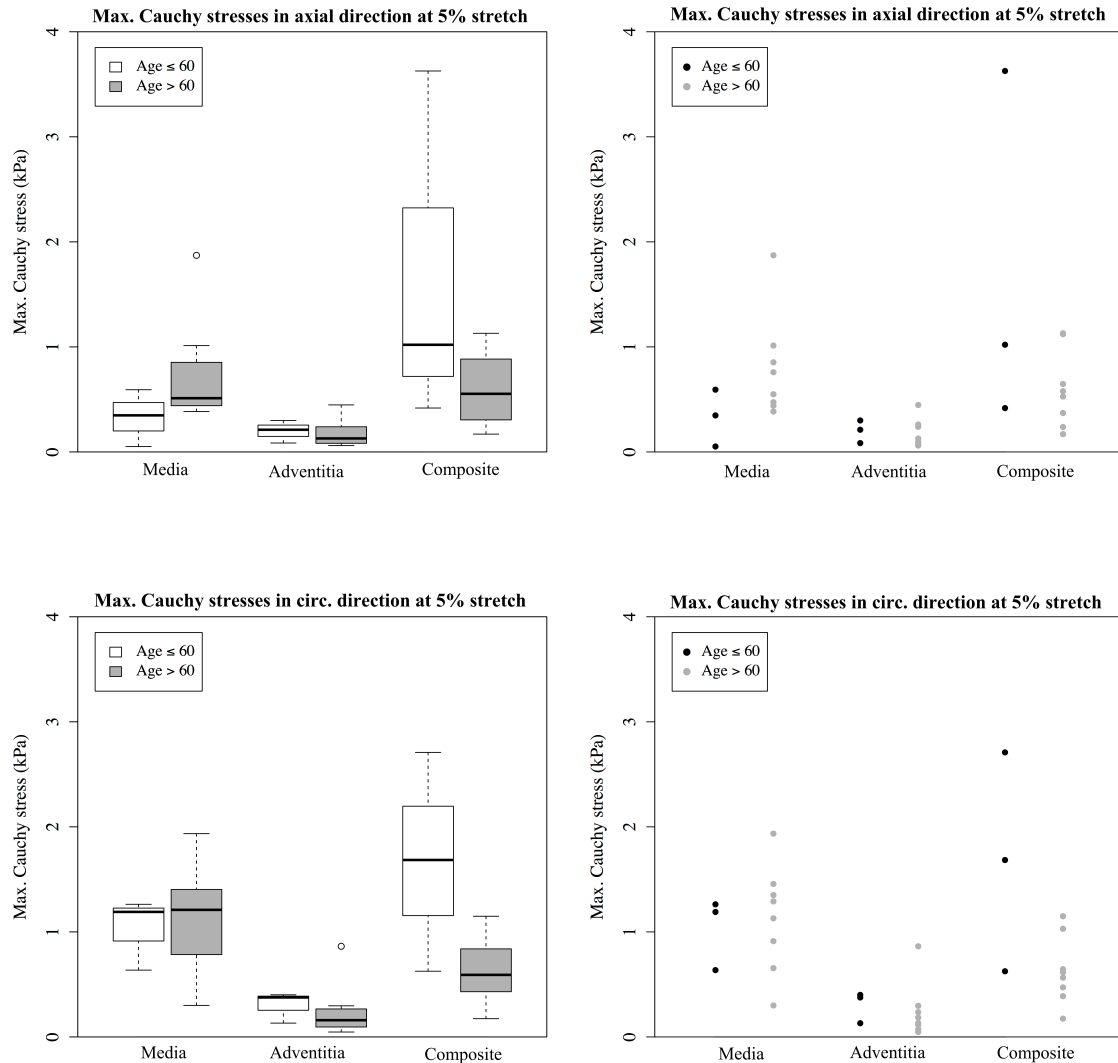 Max. Cauchy stresses in axial direction at 5% stretch
Max. Cauchy stress (kPa)
4
3
2
1
0
Age ≤ 60
Age > 60
Media Adventitia Composite
Max. Cauchy stresses in axial direction at 5% stretch
Max. Cauchy stress (kPa)
4
3
2
1
0
Age ≤ 60
Age > 60
Media Adventitia Composite
Max. Cauchy stresses in circ. direction at 5% stretch
Max. Cauchy stress (kPa)
4
3
2
1
0
Age ≤ 60
Age > 60
Media Adventitia Composite
Max. Cauchy stresses in circ. direction at 5% stretch
Max. Cauchy stress (kPa)
4
3
2
1
0
Age ≤ 60
Age > 60
Media Adventitia Composite